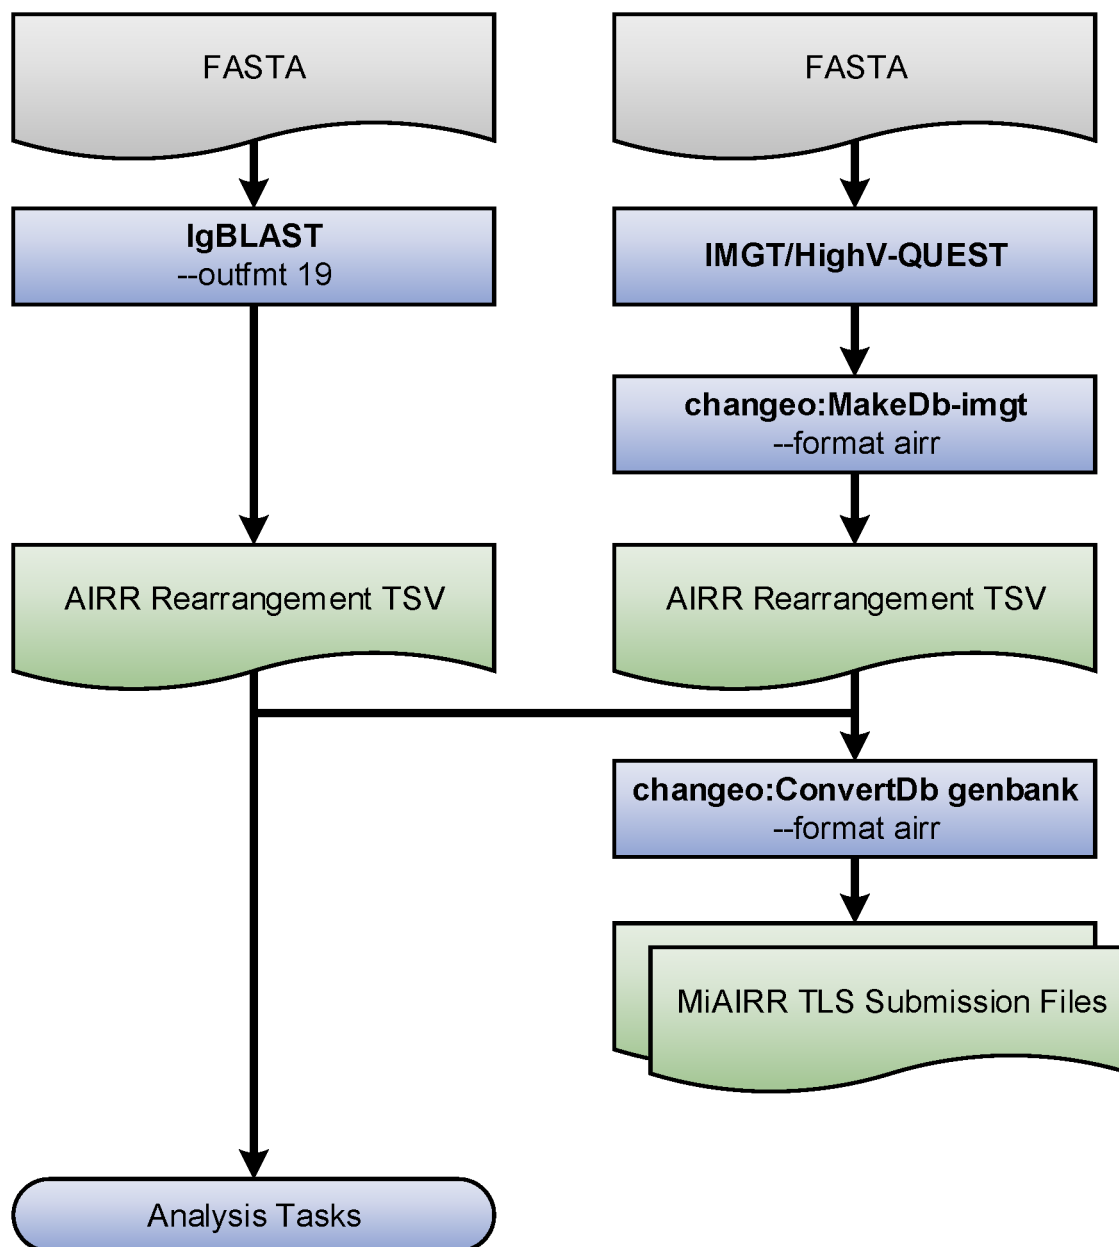 FASTA
FASTA
IgBLAST
--outfmt 19
IMGT/HighV-QUEST
changeo:MakeDb-imgt
--format airr
AIRR Rearrangement TSV
AIRR Rearrangement TSV
changeo:ConvertDb genbank
--format airr
MiAIRR TLS Submission Files
Analysis Tasks